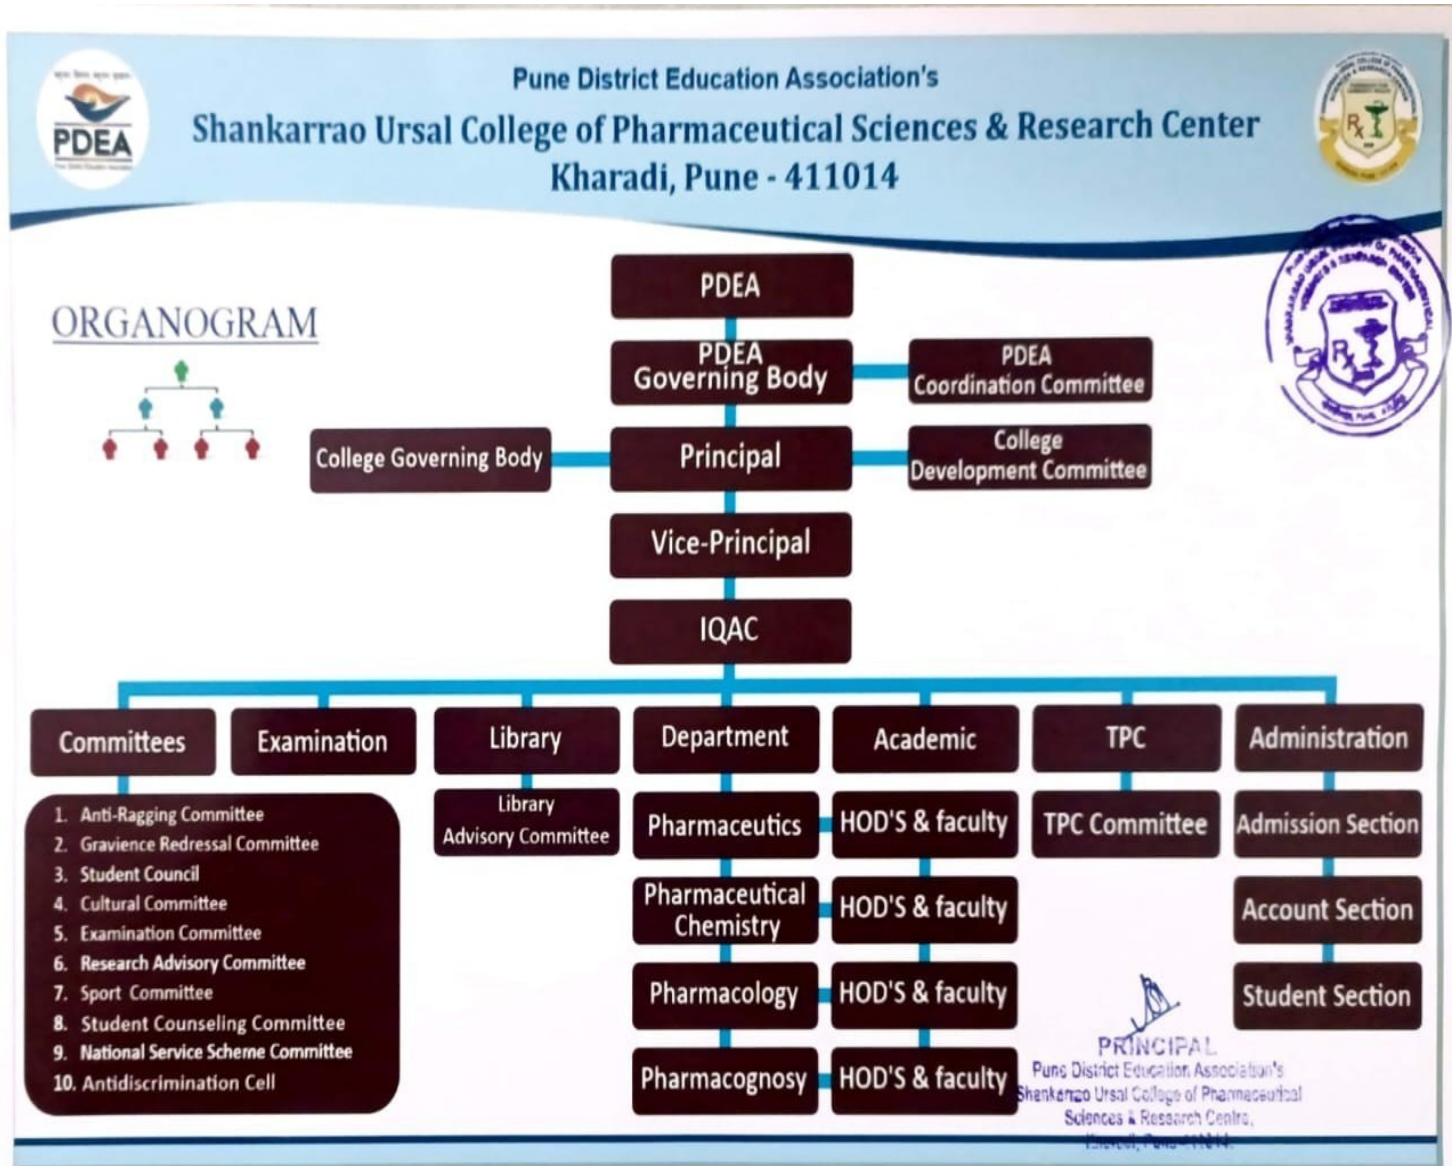 Pune District Education Association's
Shankarrao Ursal College of Pharmaceutical Sciences & Research Center
Kharadi, Pune - 411014
PDEA
ORGANOGRAM
PDEA
PDEA
Governing Body
PDEA
Coordination Committee
College Governing Body
Principal
College
Development Committee
Vice-Principal
IQAC
Committees
Examination
Library
Department
Academic
TPC
Administration
1. Anti-Ragging Committee
2. Gravience Redressal Committee
3. Student Council
4. Cultural Committee
5. Examination Committee
6. Research Advisory Committee
7. Sport Committee
8. Student Counseling Committee
9. National Service Scheme Committee
10. Antidiscrimination Cell
Library
Advisory Committee
Pharmaceutics
HOD'S & faculty
TPC Committee
Admission Section
Pharmaceutical
Chemistry
HOD'S & faculty
Account Section
Pharmacology
HOD'S & faculty
Student Section
Pharmacognosy
HOD'S & faculty
PRINCIPAL
Pune District Education Association's
Shankarrao Ursal College of Pharmaceutical
Sciences & Research Centre,
Kharadi, Pune-411014.